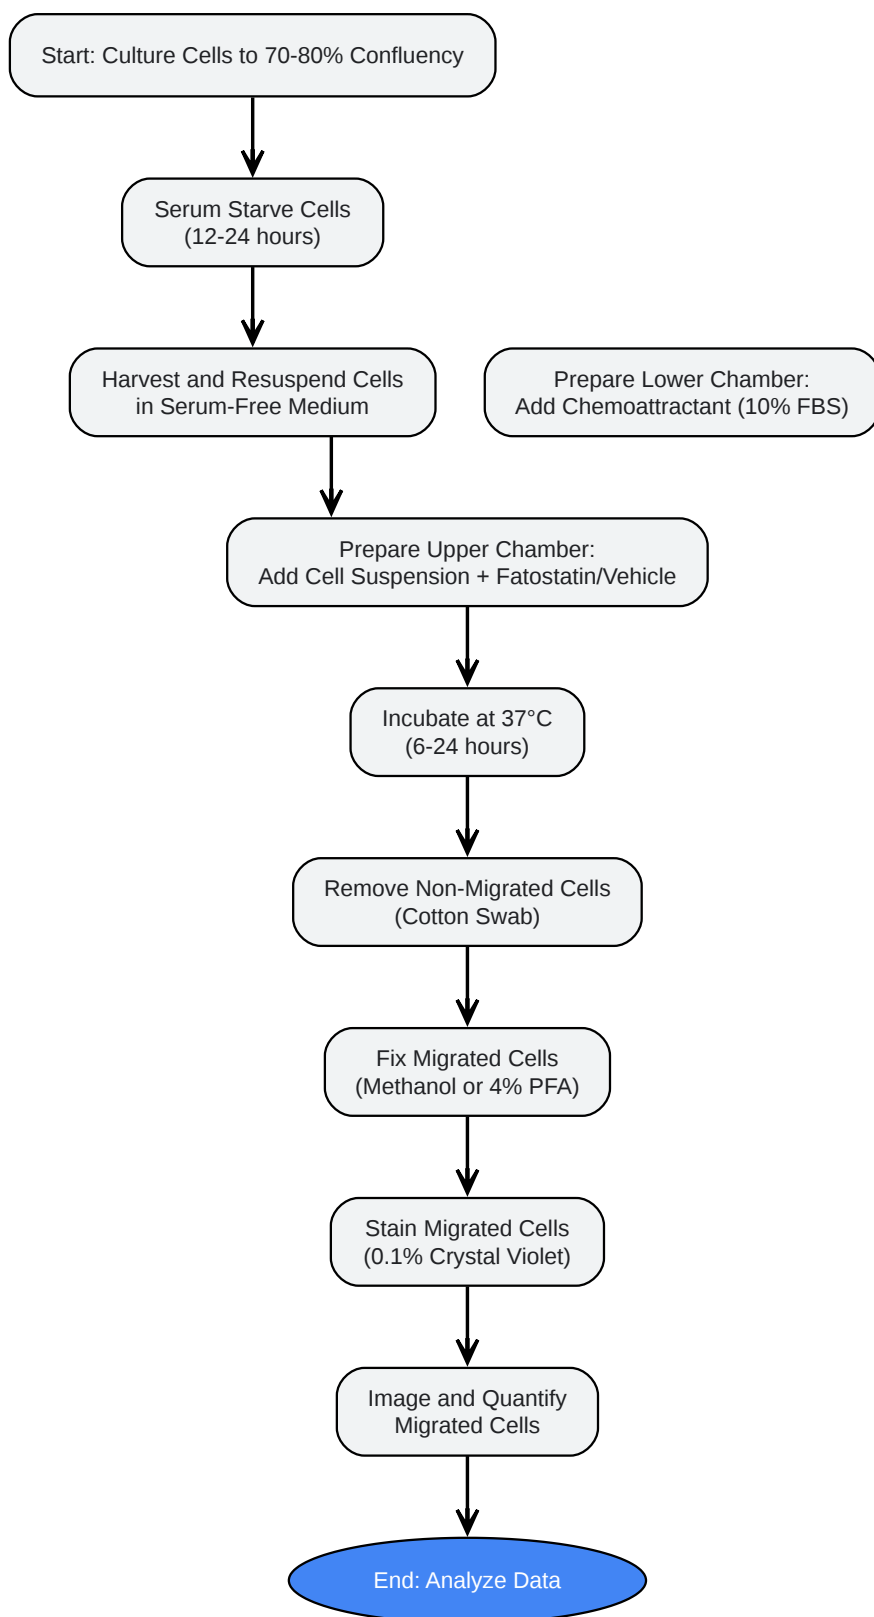 Start: Culture Cells to 70-80% Confluency
Serum Starve Cells
(12-24 hours)
Harvest and Resuspend Cells
in Serum-Free Medium
Prepare Lower Chamber:
Add Chemoattractant (10% FBS)
Prepare Upper Chamber:
Add Cell Suspension + Fatostatin/Vehicle
Incubate at 37°C
(6-24 hours)
Remove Non-Migrated Cells
(Cotton Swab)
Fix Migrated Cells
(Methanol or 4% PFA)
Stain Migrated Cells
(0.1% Crystal Violet)
Image and Quantify
Migrated Cells
End: Analyze Data